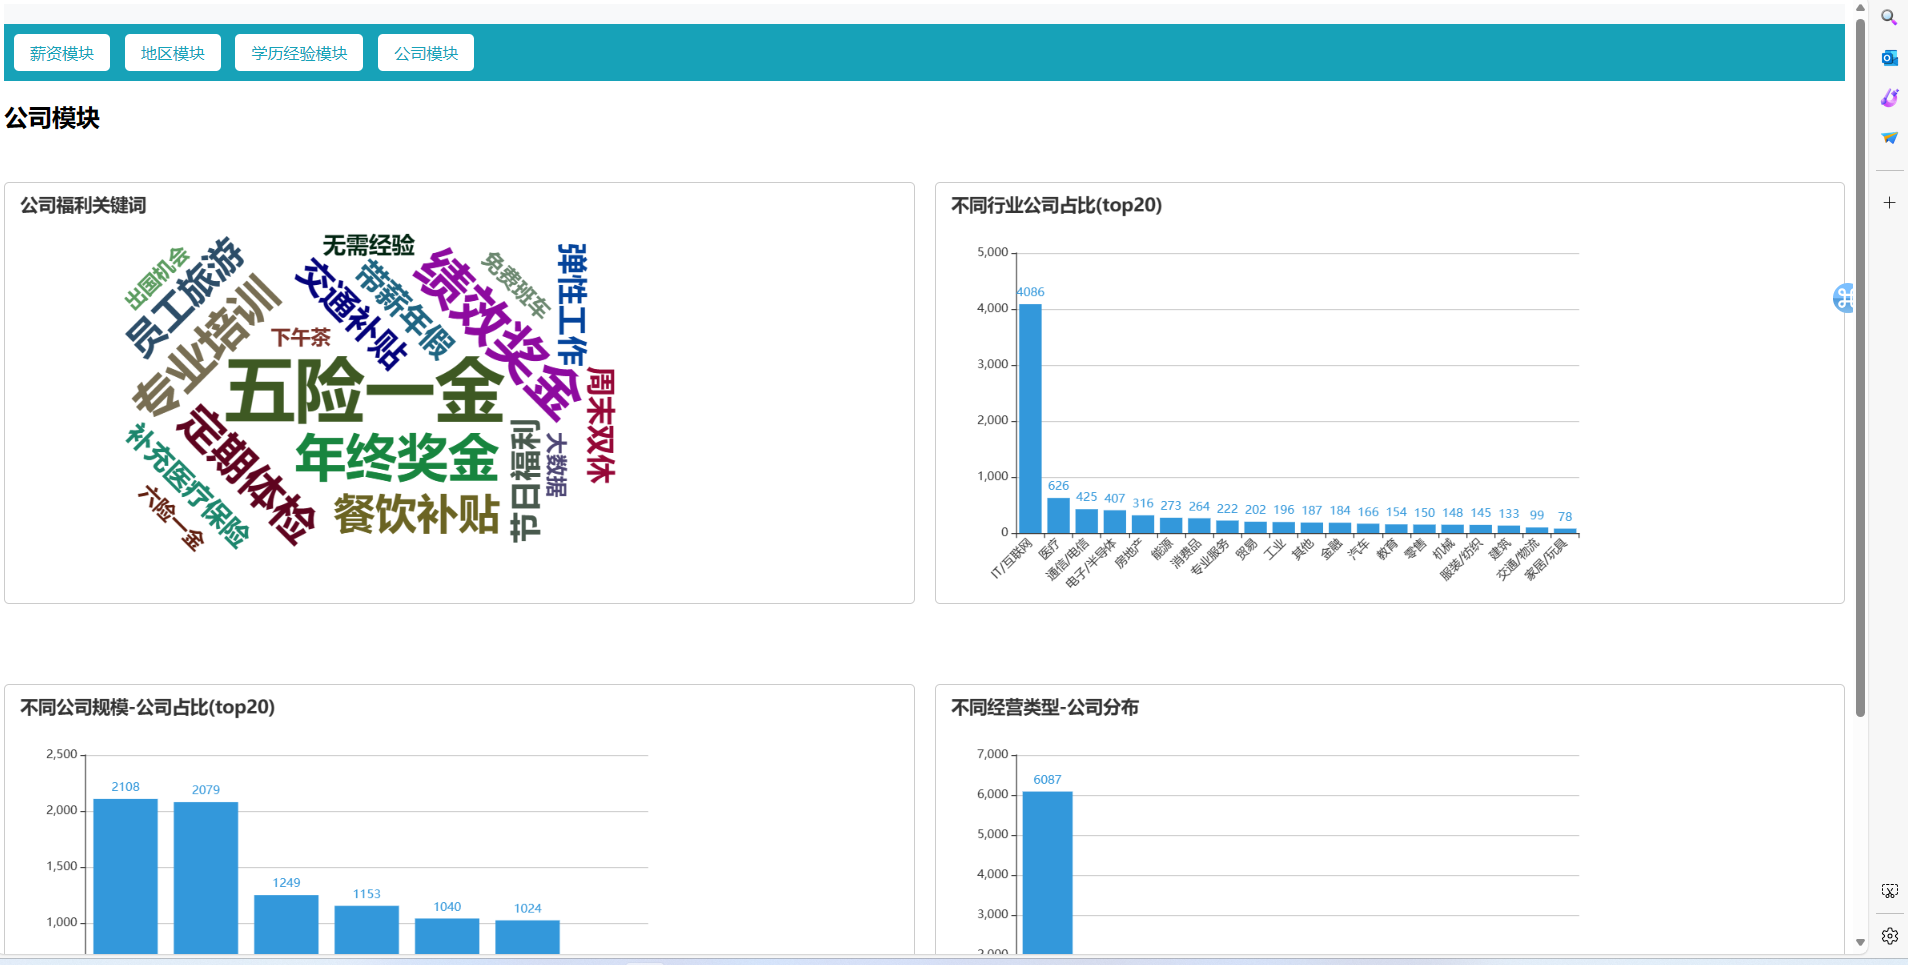 薪资模块 地区模块 学历经验模块 公司模块
公司模块
公司福利关键词
出国机会
员工旅游
专业培训
无需经验
交通补贴
带薪年假
绩效奖金
免费班车
弹性工作
下午茶
五险一金
周末双休
定期体检
年终奖金
补充医疗保险
六险一金
餐饮补贴
节日福利
大数据
不同行业公司占比(top20)
5,000
4,000
3,000
2,000
1,000
0
4086 626 425 407 316 273 264 222 202 196 187 184 166 154 150 148 145 133 99 78
IT/互联网 医疗 通信/电信 电子/半导体 房地产 能源 消费品 专业服务 贸易 工业 其他 金融 汽车 教育 零售 机械 服装/纺织 建筑 交通/物流 家居/玩具
不同公司规模-公司占比(top20)
2,500
2,000
1,500
1,000
2108 2079 1249 1153 1040 1024
不同经营类型-公司分布
7,000
6,000
5,000
4,000
3,000
2,000
6087